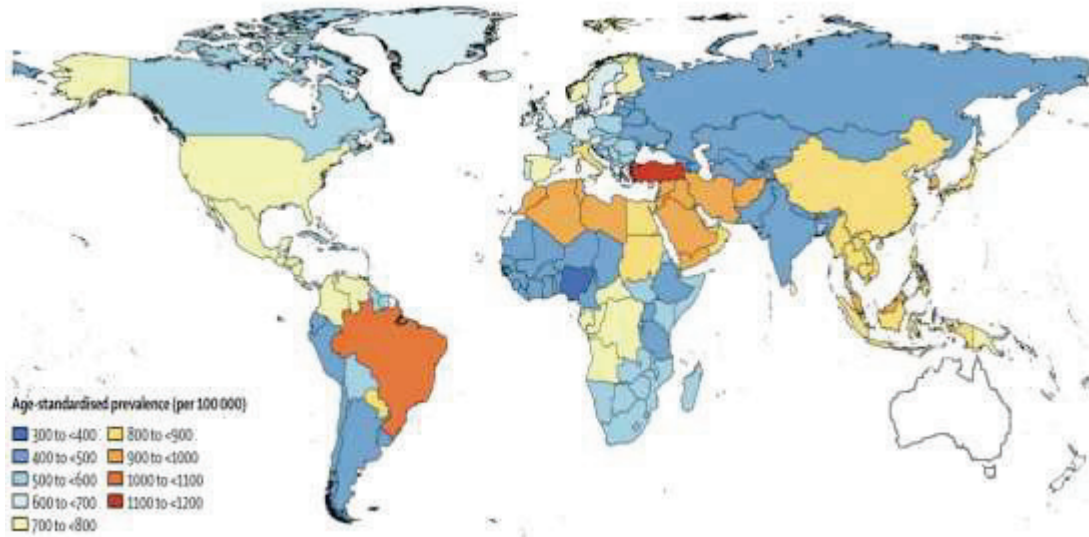 Age-standardised prevalence (per 100 000)
300 to <400
400 to <500
500 to <600
600 to <700
700 to <800
800 to <900
900 to <1000
1000 to <1100
1100 to <1200